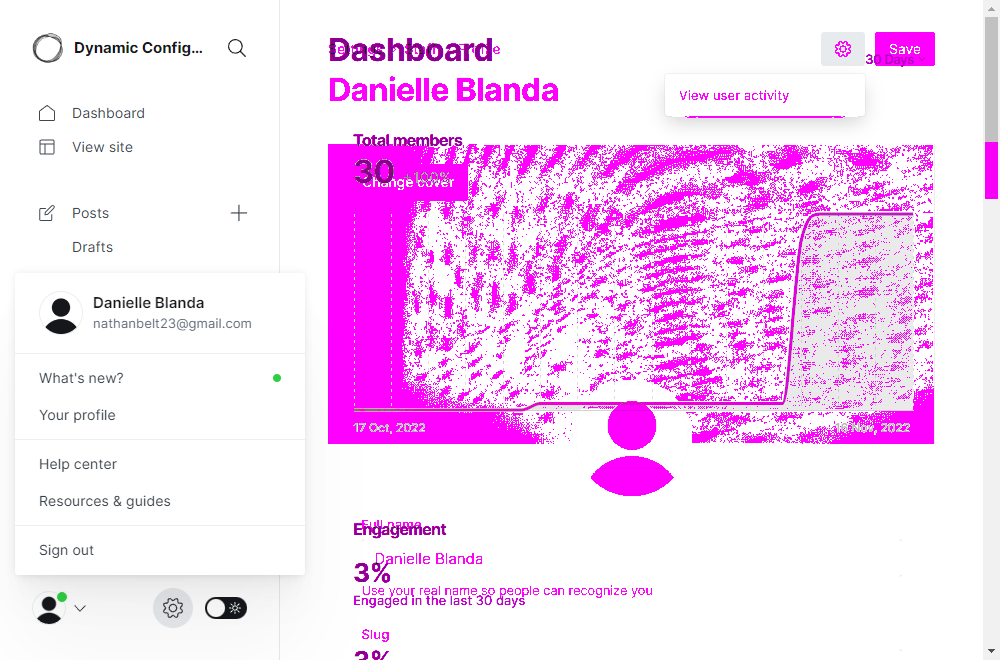 Dynamic Config...
Dashboard
View site
Posts
Drafts
Danielle Blanda
nathanbelt23@gmail.com
What's new?
Your profile
Help center
Resources & guides
Sign out
Dashboard
Save
30 Days
Danielle Blanda
View user activity
Total members
30
100%
Change cover
17 Oct, 2022
Nov, 2022
Full name
Engagement
Danielle Blanda
3%
Use your real name so people can recognize you
Engaged in the last 30 days
Slug
3%